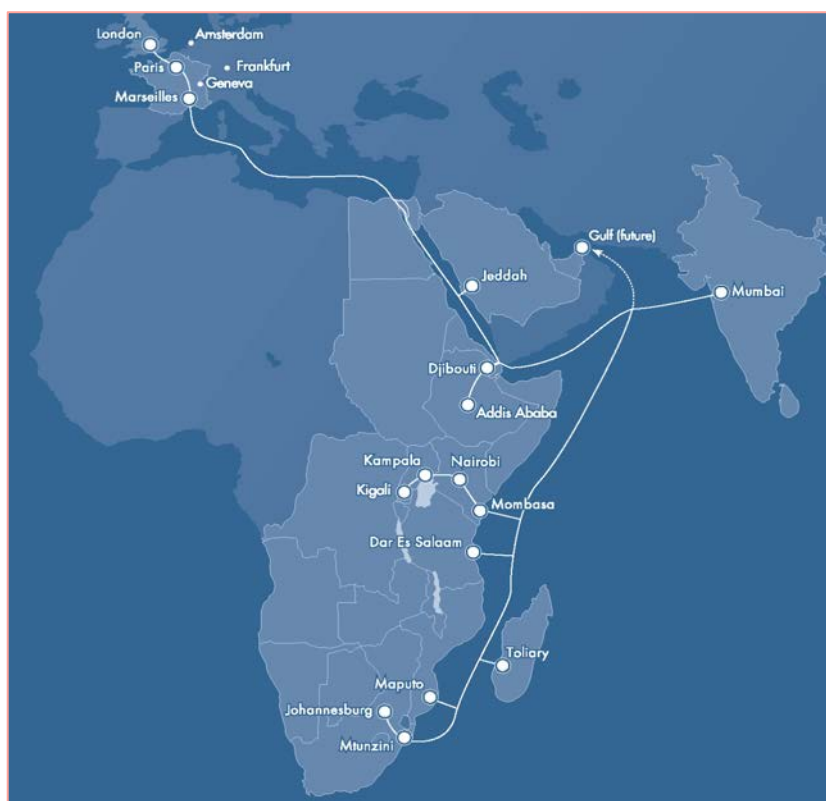 London
Amsterdam
Paris
Frankfurt
Geneva
Marseilles
Gulf (future)
Jeddah
Mumbai
Djibouti
Addis Ababa
Kampala
Nairobi
Kigali
Mombasa
Dar Es Salaam
Toliary
Maputo
Johannesburg
Mtunzini